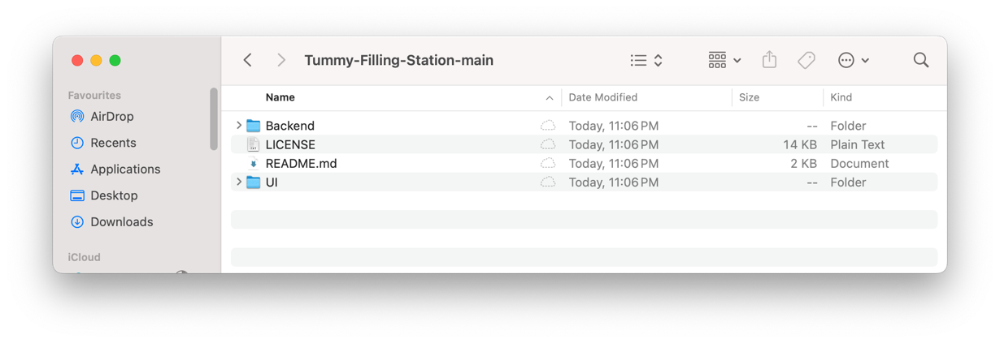 Tummy-Filling-Station-main
Favourites
AirDrop
Recents
Applications
Desktop
Downloads
iCloud
Name Date Modified Size Kind
Backend Today, 11:06 PM -- Folder
LICENSE Today, 11:06 PM 14 KB Plain Text
README.md Today, 11:06 PM 2 KB Document
UI Today, 11:06 PM -- Folder